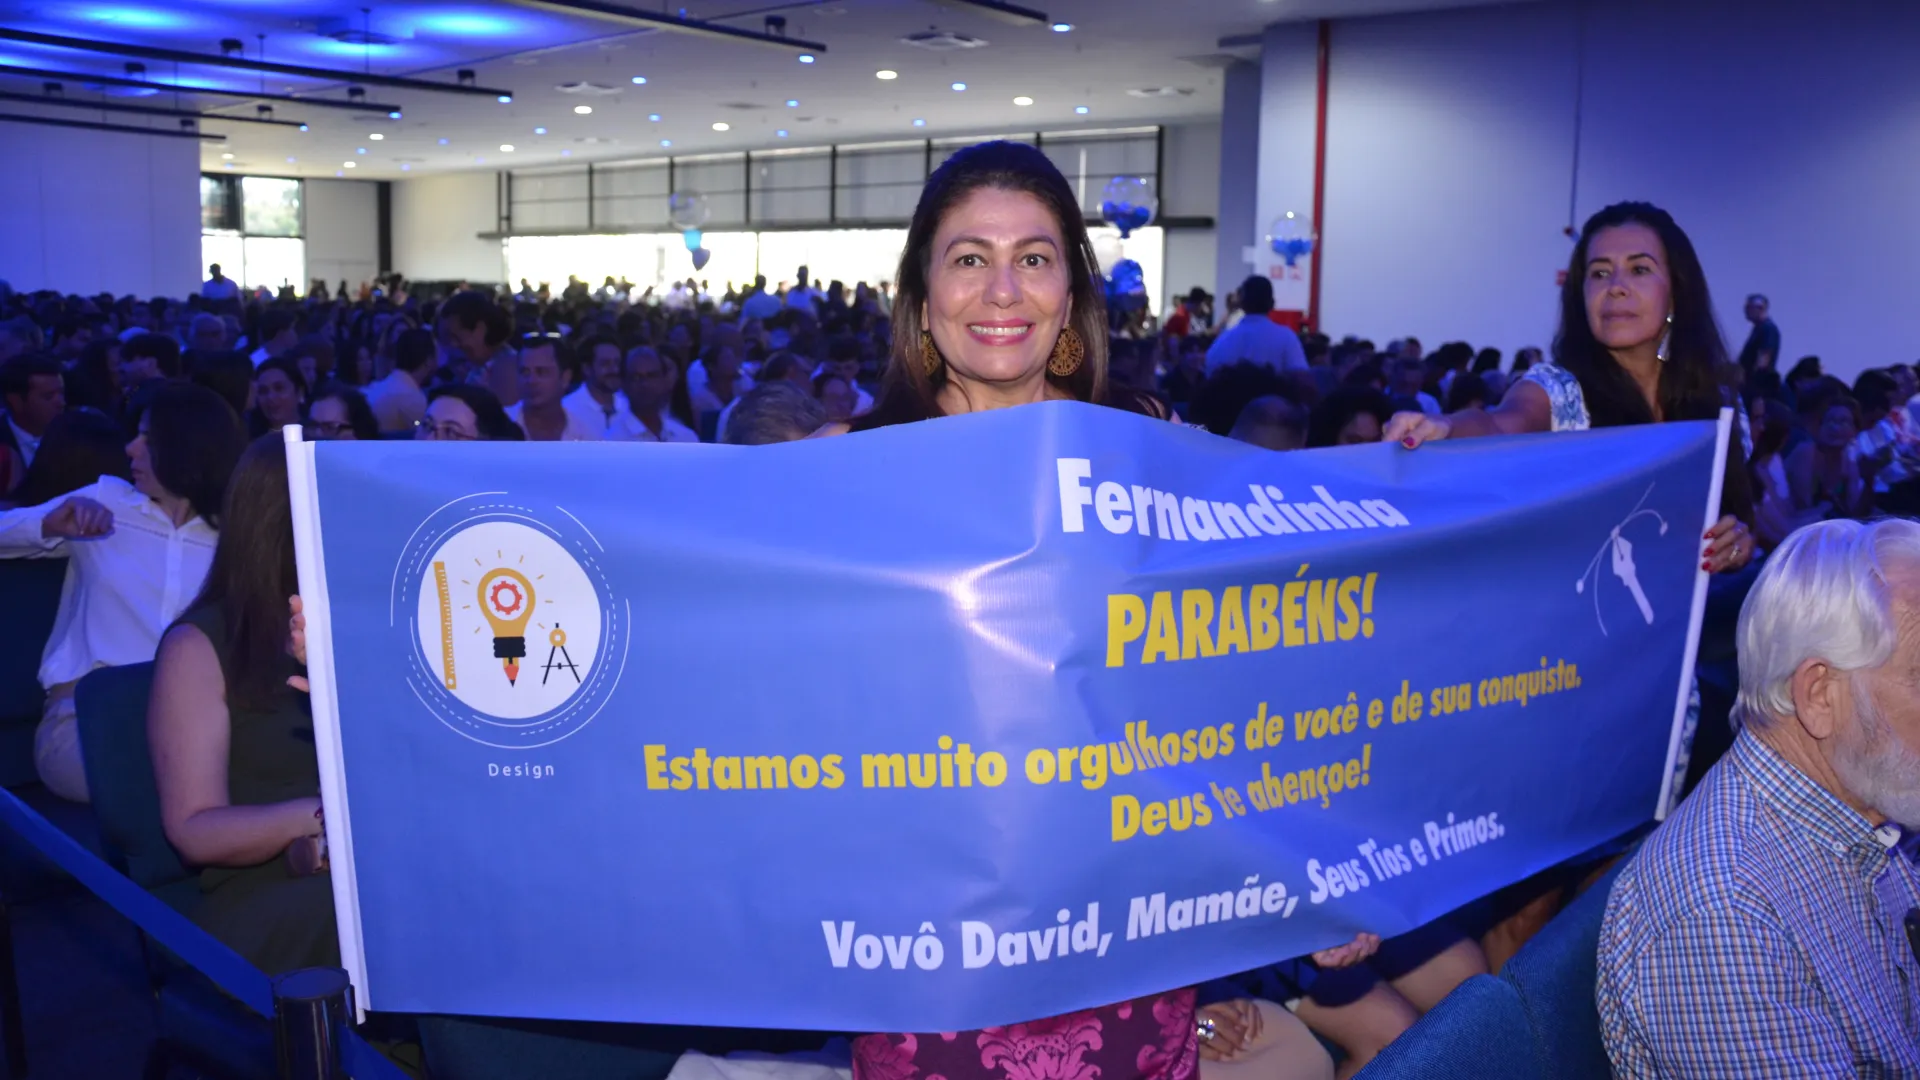 Fernandinha
PARABÉNS!
Estamos muito orgulhosos de você e de sua conquista.
Deus te abençoe!
Vovô David, Mamãe, Seus Tios e Primos.
Design